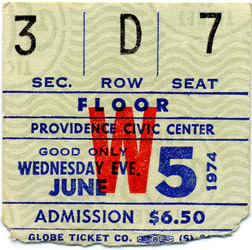 3 D 7
SEC. ROW SEAT
FLOOR
PROVIDENCE CIVIC CENTER
GOOD ONLY
WEDNESDAY EVE.
JUNE W 5 1974
ADMISSION $6.50
GLOBE TICKET CO.